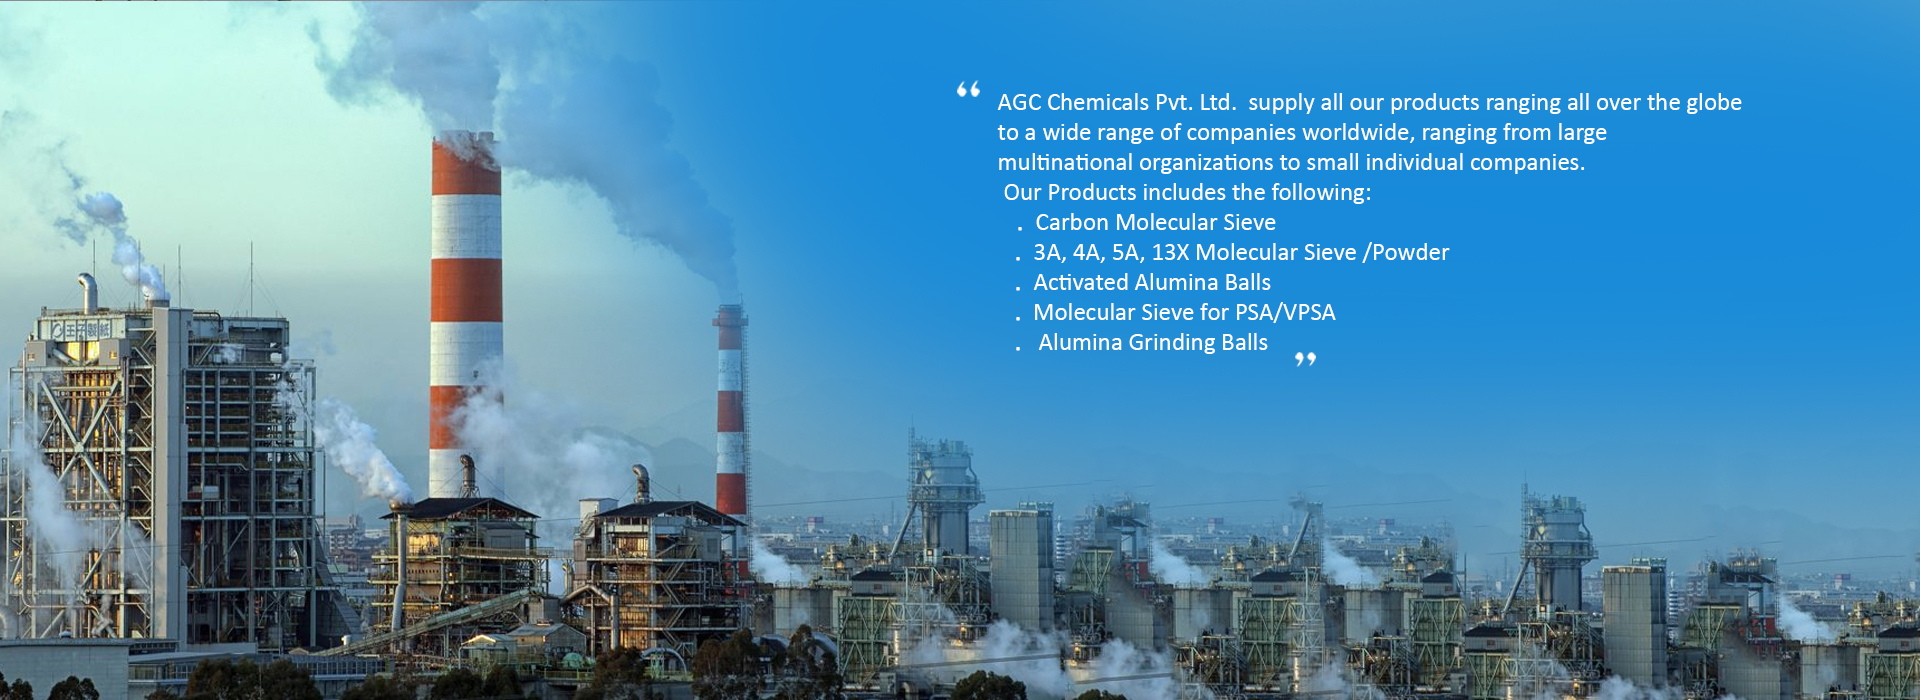 王子製紙
“ AGC Chemicals Pvt. Ltd. supply all our products ranging all over the globe
to a wide range of companies worldwide, ranging from large
multinational organizations to small individual companies.
Our Products includes the following:
. Carbon Molecular Sieve
. 3A, 4A, 5A, 13X Molecular Sieve /Powder
. Activated Alumina Balls
. Molecular Sieve for PSA/VPSA
. Alumina Grinding Balls ”